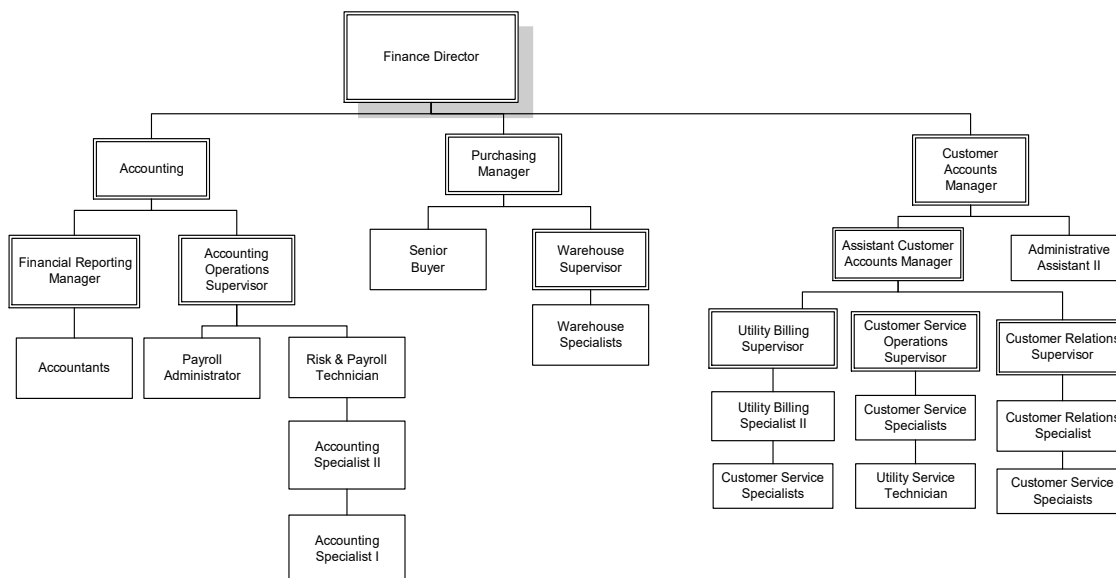 Finance Director
Accounting
Purchasing
Manager
Customer
Accounts
Manager
Financial Reporting
Manager
Accounting
Operations
Supervisor
Senior
Buyer
Warehouse
Supervisor
Assistant Customer
Accounts Manager
Administrative
Assistant II
Accountants
Payroll
Administrator
Risk & Payroll
Technician
Warehouse
Specialists
Utility Billing
Supervisor
Customer Service
Operations
Supervisor
Customer Relations
Supervisor
Accounting
Specialist II
Utility Billing
Specialist II
Customer Service
Specialists
Customer Relations
Specialist
Accounting
Specialist I
Customer Service
Specialists
Utility Service
Technician
Customer Service
Speciaists